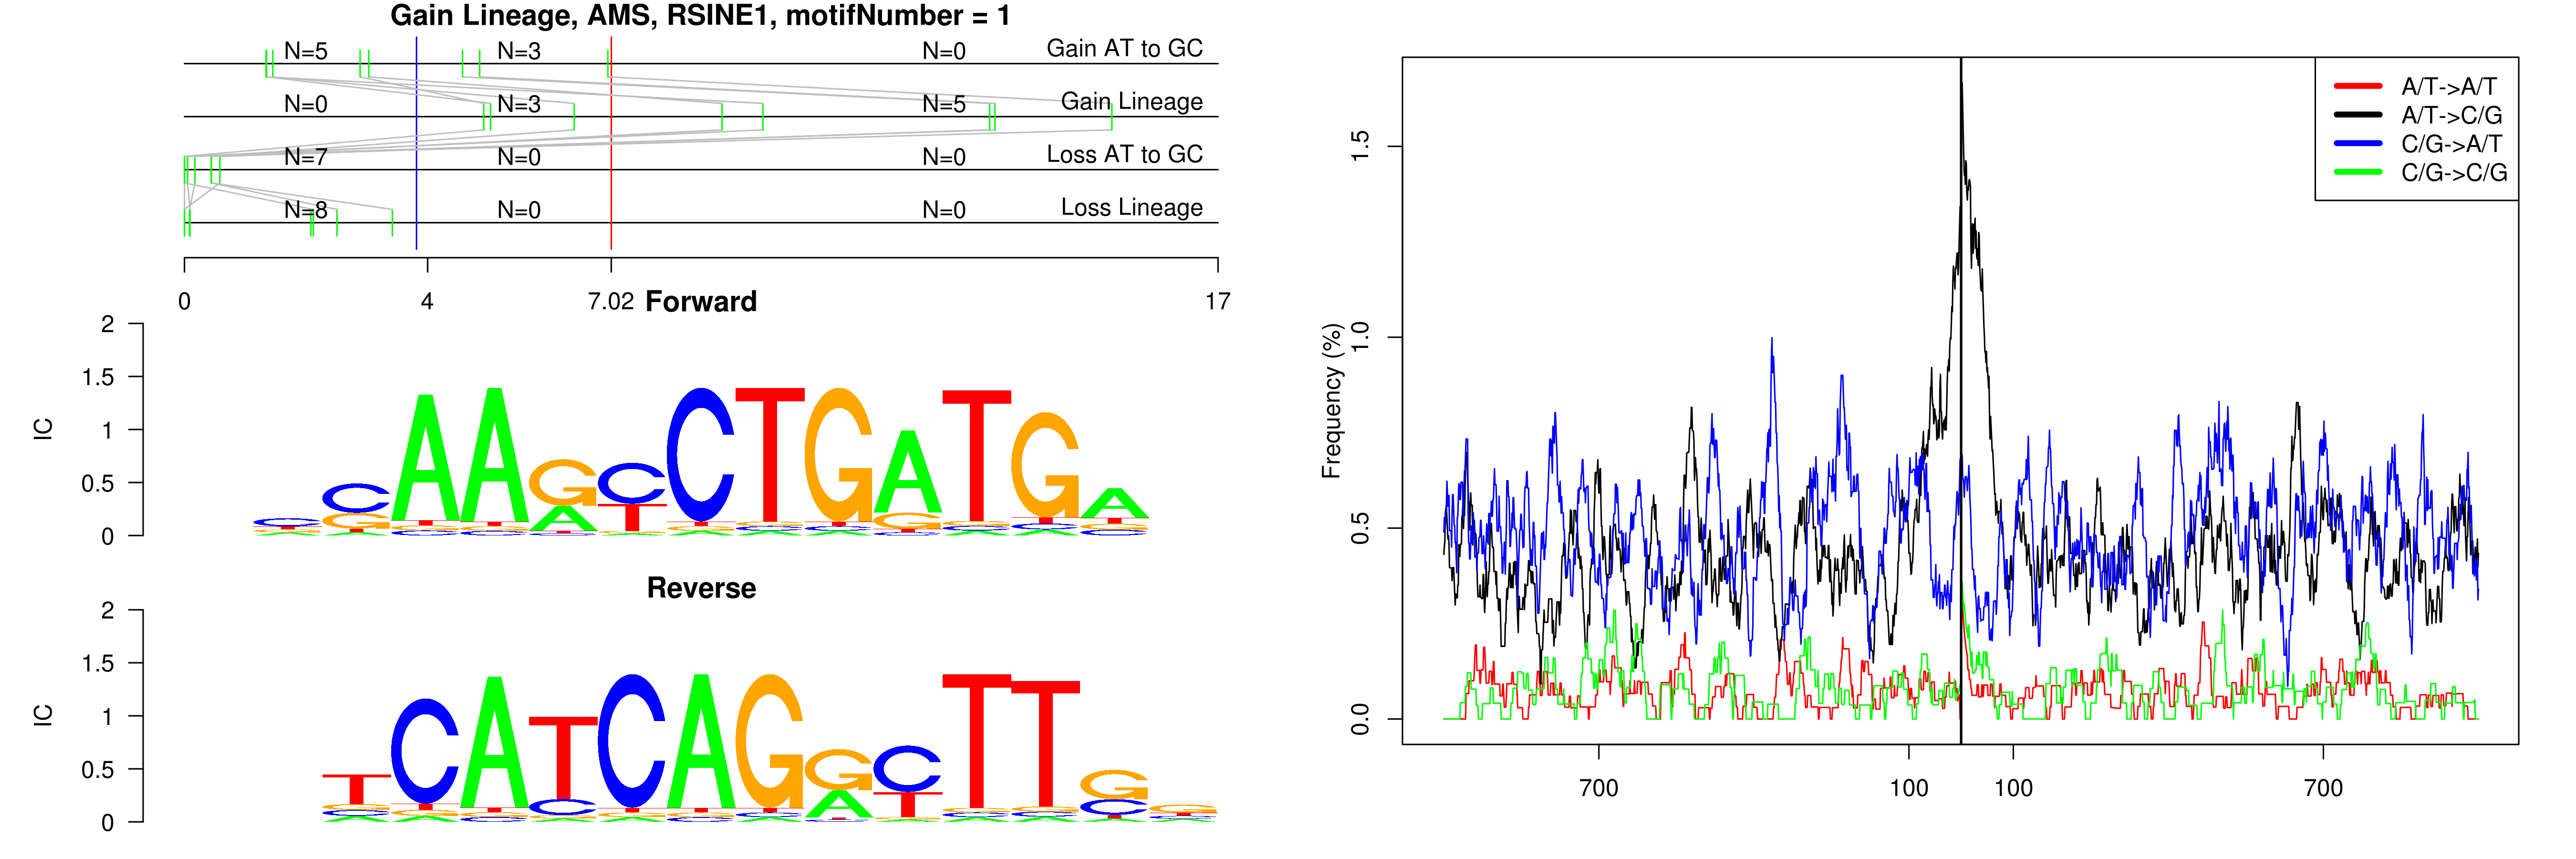 Gain Lineage, AMS, RSINE1, motifNumber = 1
N=5 N=3 N=0 Gain AT to GC
N=0 N=3 N=5 Gain Lineage
N=7 N=0 N=0 Loss AT to GC
N=8 N=0 N=0 Loss Lineage
0 4 7.02 17
Forward
2
1.5
1
0.5
0
IC
C A A G C C T G A T G A
Reverse
2
1.5
1
0.5
0
IC
T C A T C A G G C T T G
Frequency (%)
1.5
1.0
0.5
0.0
700 100 100 700
A/T->A/T
A/T->C/G
C/G->A/T
C/G->C/G